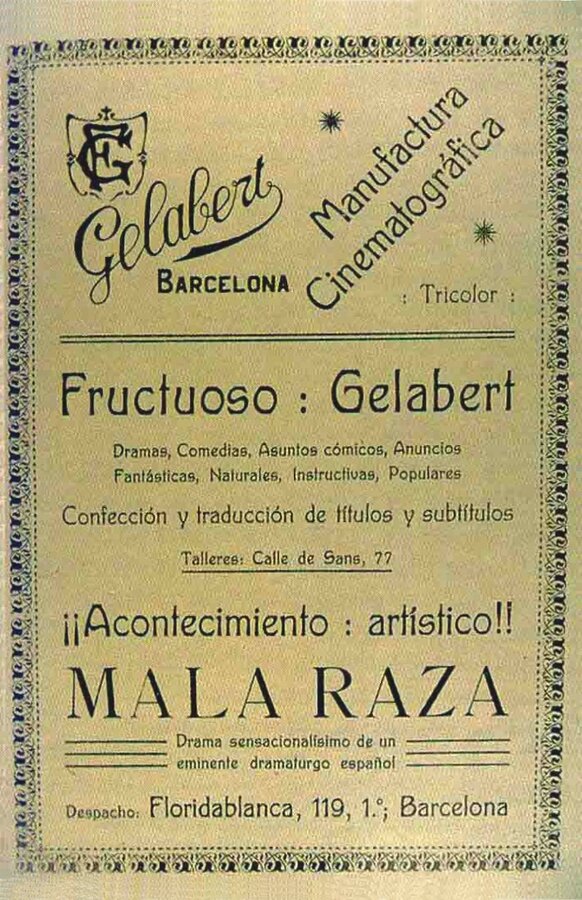 FG
Gelabert
BARCELONA
Manufactura
Cinematográfica
: Tricolor :
Fructuoso : Gelabert
Dramas, Comedias, Asuntos cómicos, Anuncios
Fantásticas, Naturales, Instructivas, Populares
Confección y traducción de títulos y subtítulos
Talleres: Calle de Sans, 77
¡¡Acontecimiento : artístico!!
MALA RAZA
Drama sensacionalísimo de un
eminente dramaturgo español
Despacho: Floridablanca, 119, 1.º; Barcelona